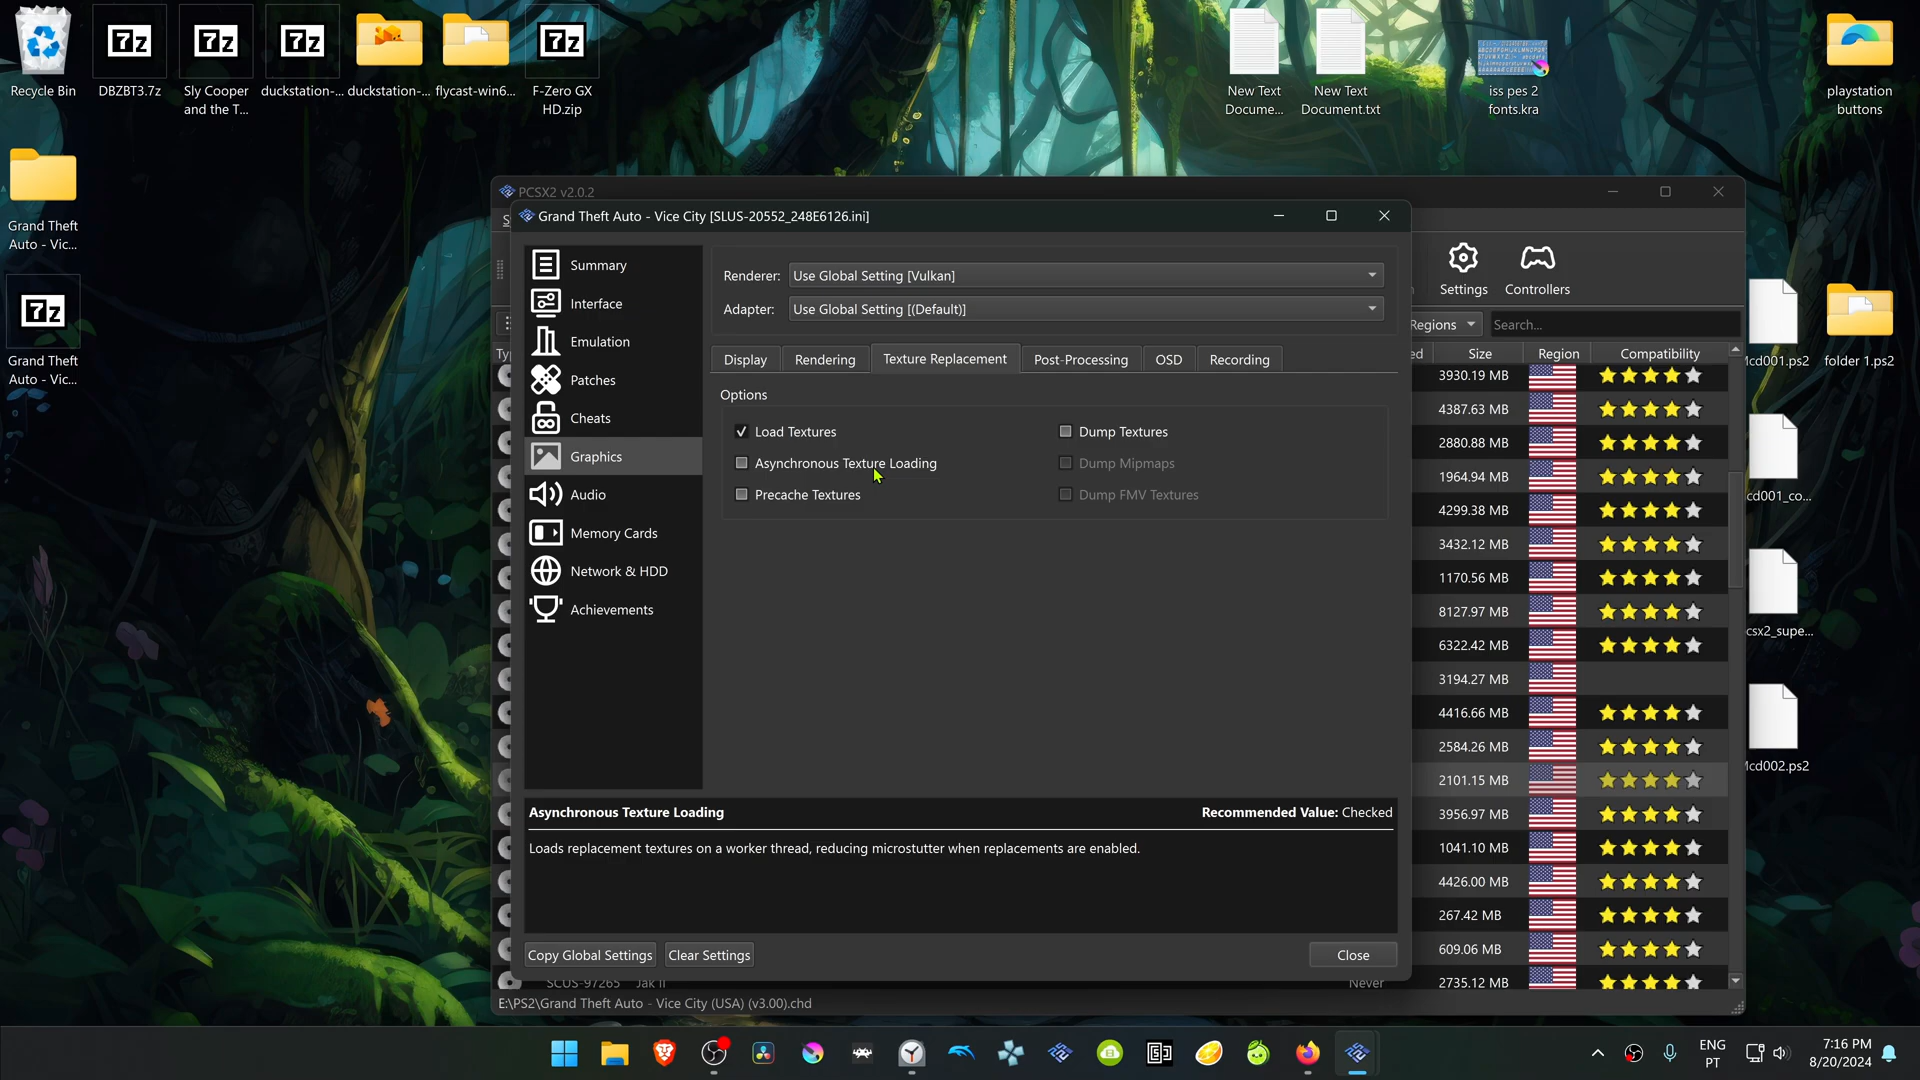 Recycle Bin
DBZBT3.7z
Sly Cooper
and the T...
duckstation-...
duckstation-...
flycast-win6...
F-Zero GX
HD.zip
New Text
Docume...
New Text
Document.txt
iss pes 2
fonts.kra
playstation
buttons
Grand Theft
Auto - Vic...
Grand Theft
Auto - Vic...
PCSX2 v2.0.2
Grand Theft Auto - Vice City [SLUS-20552_248E6126.ini]
Summary
Interface
Emulation
Patches
Cheats
Graphics
Audio
Memory Cards
Network & HDD
Achievements
Renderer: Use Global Setting [Vulkan]
Adapter: Use Global Setting [(Default)]
Display
Rendering
Texture Replacement
Post-Processing
OSD
Recording
Options
Load Textures
Dump Textures
Asynchronous Texture Loading
Dump Mipmaps
Precache Textures
Dump FMV Textures
Asynchronous Texture Loading
Recommended Value: Checked
Loads replacement textures on a worker thread, reducing microstutter when replacements are enabled.
Copy Global Settings
Clear Settings
Close
Settings
Controllers
Regions
Search...
Size
Region
Compatibility
3930.19 MB
4387.63 MB
2880.88 MB
1964.94 MB
4299.38 MB
3432.12 MB
1170.56 MB
8127.97 MB
6322.42 MB
3194.27 MB
4416.66 MB
2584.26 MB
2101.15 MB
3956.97 MB
1041.10 MB
4426.00 MB
267.42 MB
609.06 MB
SCUS-97265 Jak II Never 2735.12 MB
E:\PS2\Grand Theft Auto - Vice City (USA) (v3.00).chd
folder 1.ps2
cd001_co...
csx2_supe...
ENG
PT
7:16 PM
8/20/2024